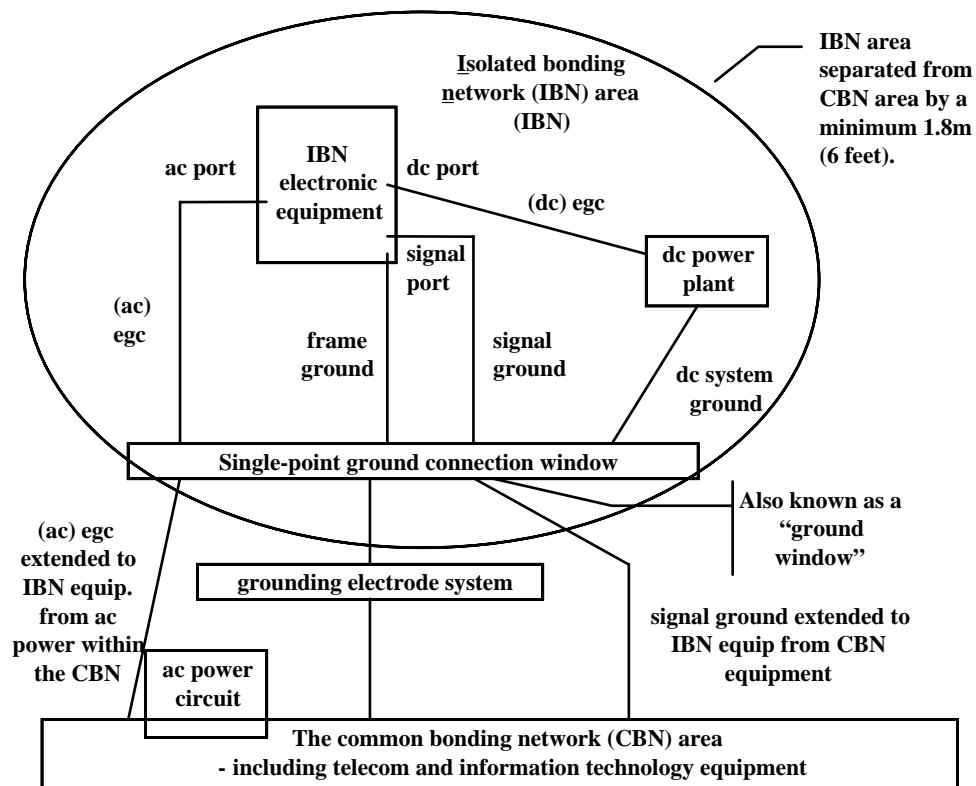 Isolated bonding
network (IBN) area
(IBN)
IBN area
separated from
CBN area by a
minimum 1.8m
(6 feet).
ac port
IBN
electronic
equipment
dc port
(dc) egc
signal
port
dc power
plant
(ac)
egc
frame
ground
signal
ground
dc system
ground
Single-point ground connection window
Also known as a
“ground
window”
(ac) egc
extended to
IBN equip.
from ac
power within
the CBN
grounding electrode system
signal ground extended to
IBN equip from CBN
equipment
ac power
circuit
The common bonding network (CBN) area
- including telecom and information technology equipment